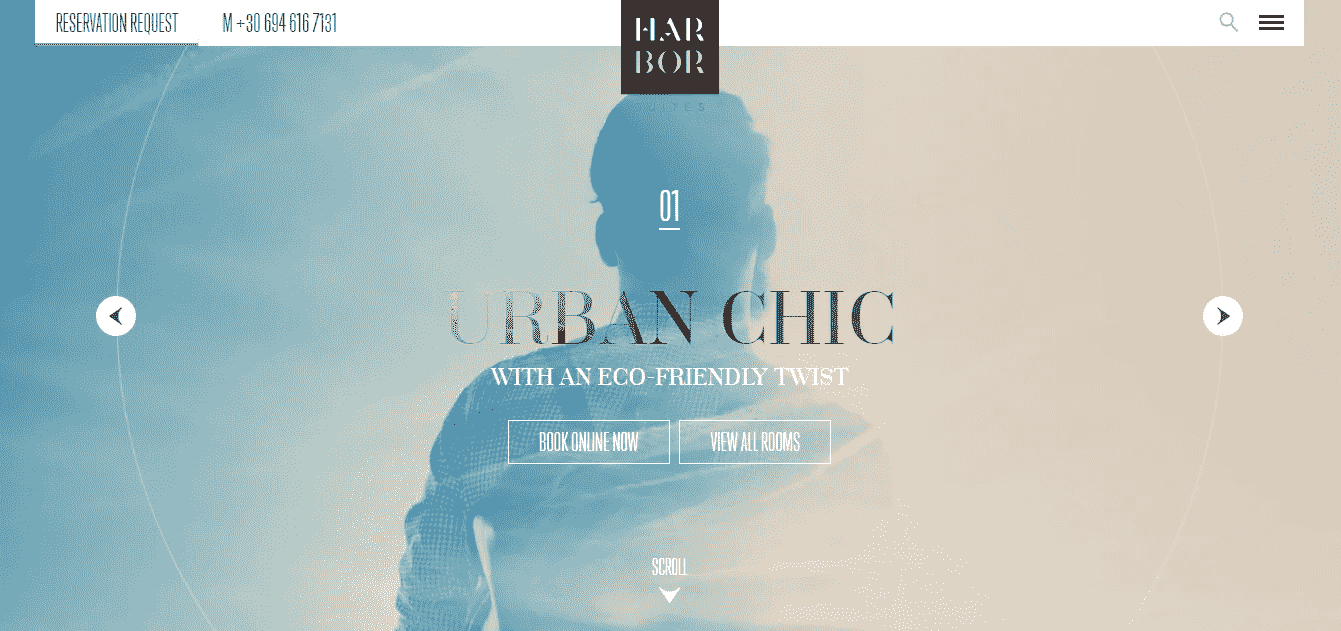 RESERVATION REQUEST
M +30 694 616 7131
HAR
BOR
SUITES
01
URBAN CHIC
WITH AN ECO-FRIENDLY TWIST
BOOK ONLINE NOW
VIEW ALL ROOMS
SCROLL